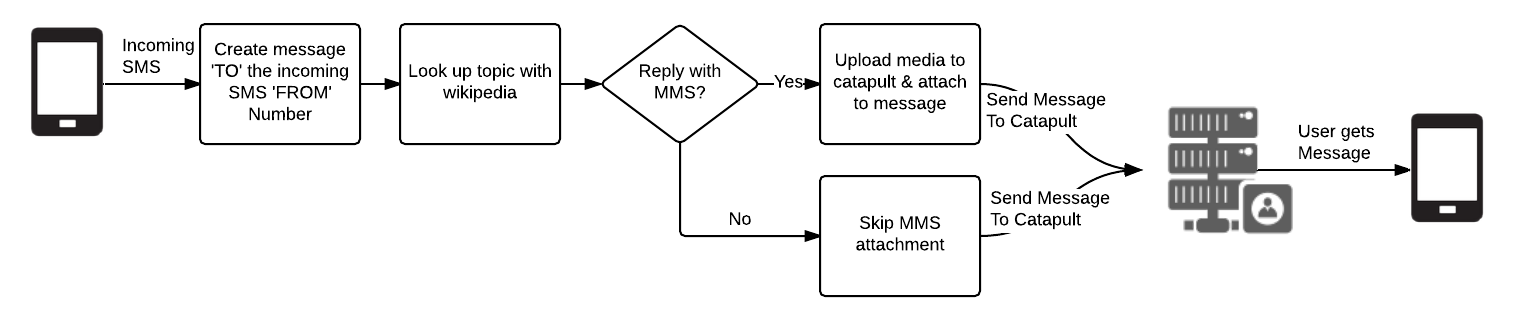 Incoming
SMS
Create message
'TO' the incoming
SMS 'FROM'
Number
Look up topic with
wikipedia
Reply with
MMS?
Yes
Upload media to
catapult & attach
to message
Send Message
To Catapult
No
Skip MMS
attachment
Send Message
To Catapult
User gets
Message